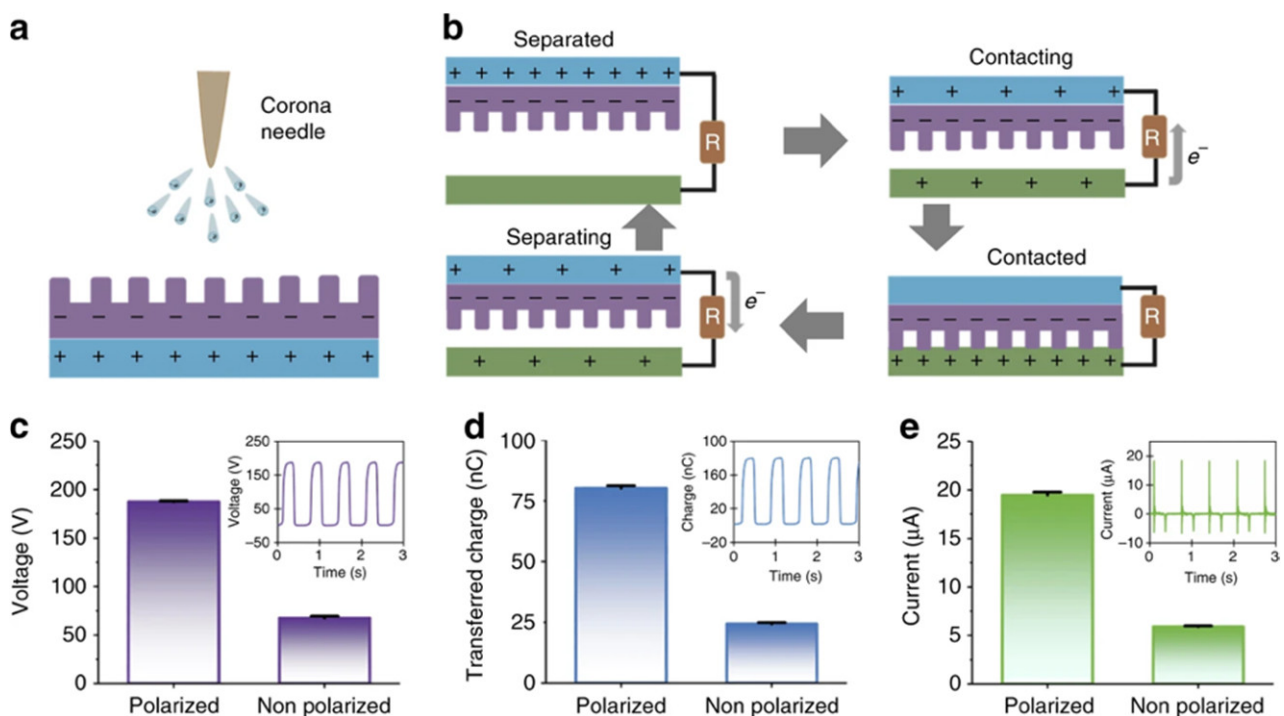 a
Corona
needle
− − − − − − − − −
+ + + + + + + + +
b
Separated
+ + + + + + + + +
− − − − − − − − −
R
Contacting
+ + + + +
− − − − − − − − −
R
e−
+ + + +
Separating
+ + + + +
− − − − − − − − −
R
e−
+ + + +
Contacted
− − − − − − − − −
R
+ + + + + + + + +
c
Voltage (V)
250
200
150
100
50
0
Polarized
Non polarized
Voltage (V)
250
150
50
−50
0 1 2 3
Time (s)
d
Transferred charge (nC)
100
75
50
25
0
Polarized
Non polarized
Charge (nC)
100
160
20
−20
0 1 2 3
Time (s)
e
Current (µA)
25
20
15
10
5
0
Polarized
Non polarized
Current (µA)
20
10
0
−10
0 1 2 3
Time (s)